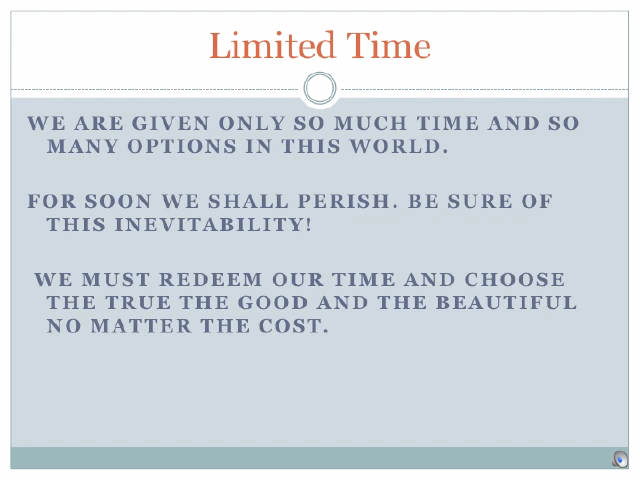 Limited Time
WE ARE GIVEN ONLY SO MUCH TIME AND SO
MANY OPTIONS IN THIS WORLD.
FOR SOON WE SHALL PERISH. BE SURE OF
THIS INEVITABILITY!
WE MUST REDEEM OUR TIME AND CHOOSE
THE TRUE THE GOOD AND THE BEAUTIFUL
NO MATTER THE COST.